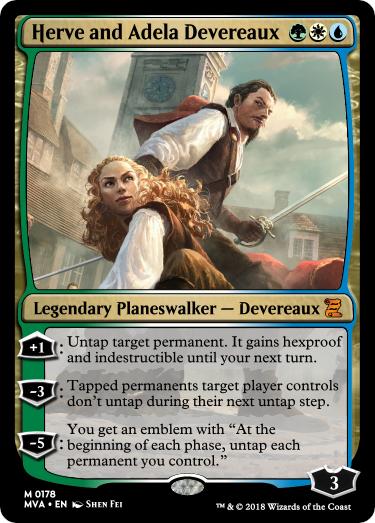 Herve and Adela Devereaux
Legendary Planeswalker — Devereaux
+1: Untap target permanent. It gains hexproof
and indestructible until your next turn.
-3: Tapped permanents target player controls
don't untap during their next untap step.
-5: You get an emblem with “At the
beginning of each phase, untap each
permanent you control.”
3
M 0178
MVA • EN Shen Fei
™ & © 2018 Wizards of the Coast